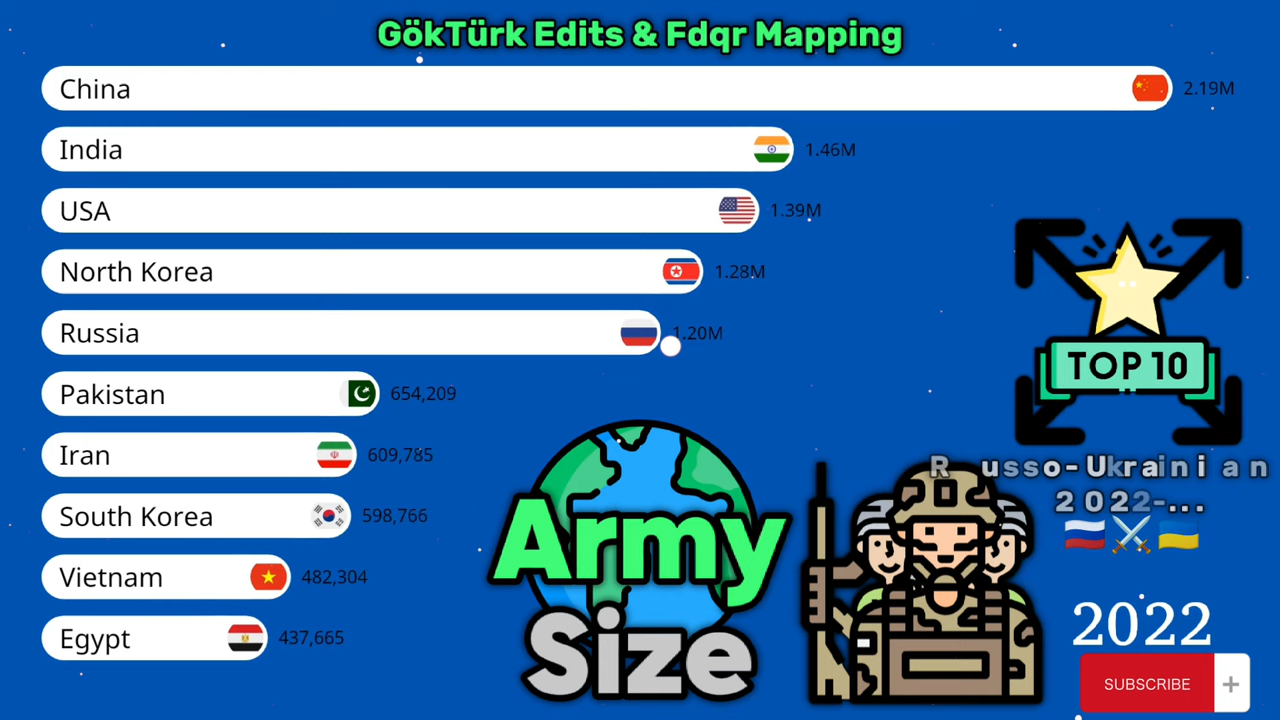 GökTürk Edits & Fdqr Mapping
China 2.19M
India 1.46M
USA 1.39M
North Korea 1.28M
Russia 1.20M
Pakistan 654,209
Iran 609,785
South Korea 598,766
Vietnam 482,304
Egypt 437,665
TOP 10
Russo-Ukrainian
2022-...
Army
Size
2022
SUBSCRIBE +